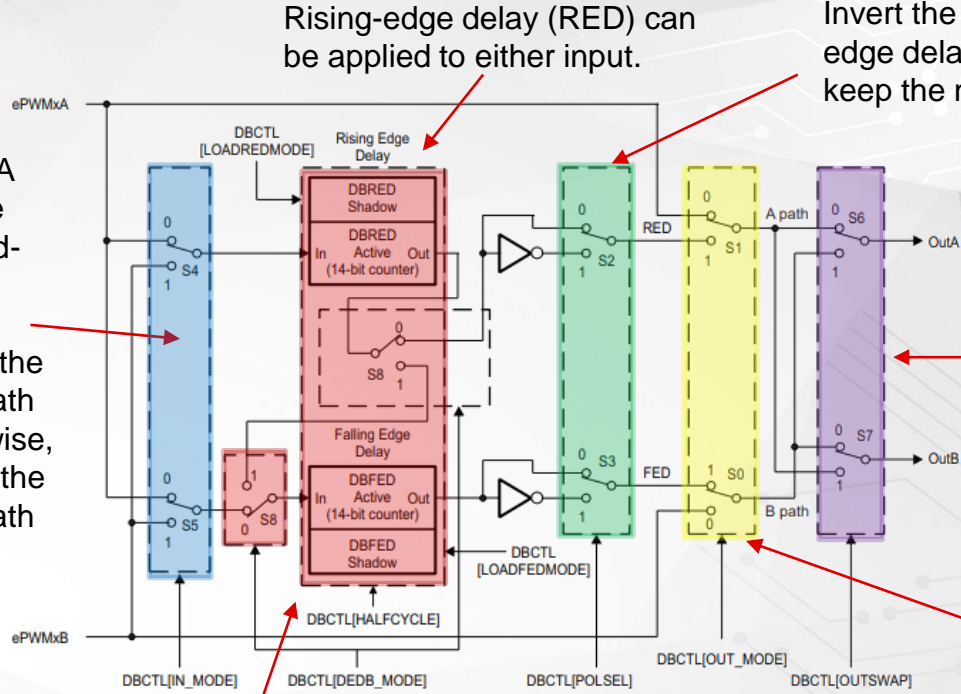 Rising-edge delay (RED) can
be applied to either input.
Invert the
edge dela
keep the r
A
e
d-
the
ath
wise,
the
ath
ePWMxA
DBCTL
[LOADREDMODE]
Rising Edge
Delay
DBRED
Shadow
DBRED
In Active Out
(14-bit counter)
0
S4
1
0
S8
1
0
S2
1
RED
0
S1
1
A path
0 S6
1
OutA
Falling Edge
Delay
DBFED
In Active Out
(14-bit counter)
DBFED
Shadow
0
S5
1
1
S8
0
0 S3
1
FED
1 S0
0
B path
0 S7
1
OutB
DBCTL
[LOADFEDMODE]
DBCTL[HALFCYCLE]
ePWMxB
DBCTL[IN_MODE]
DBCTL[DEDB_MODE]
DBCTL[POLSEL]
DBCTL[OUT_MODE]
DBCTL[OUTSWAP]